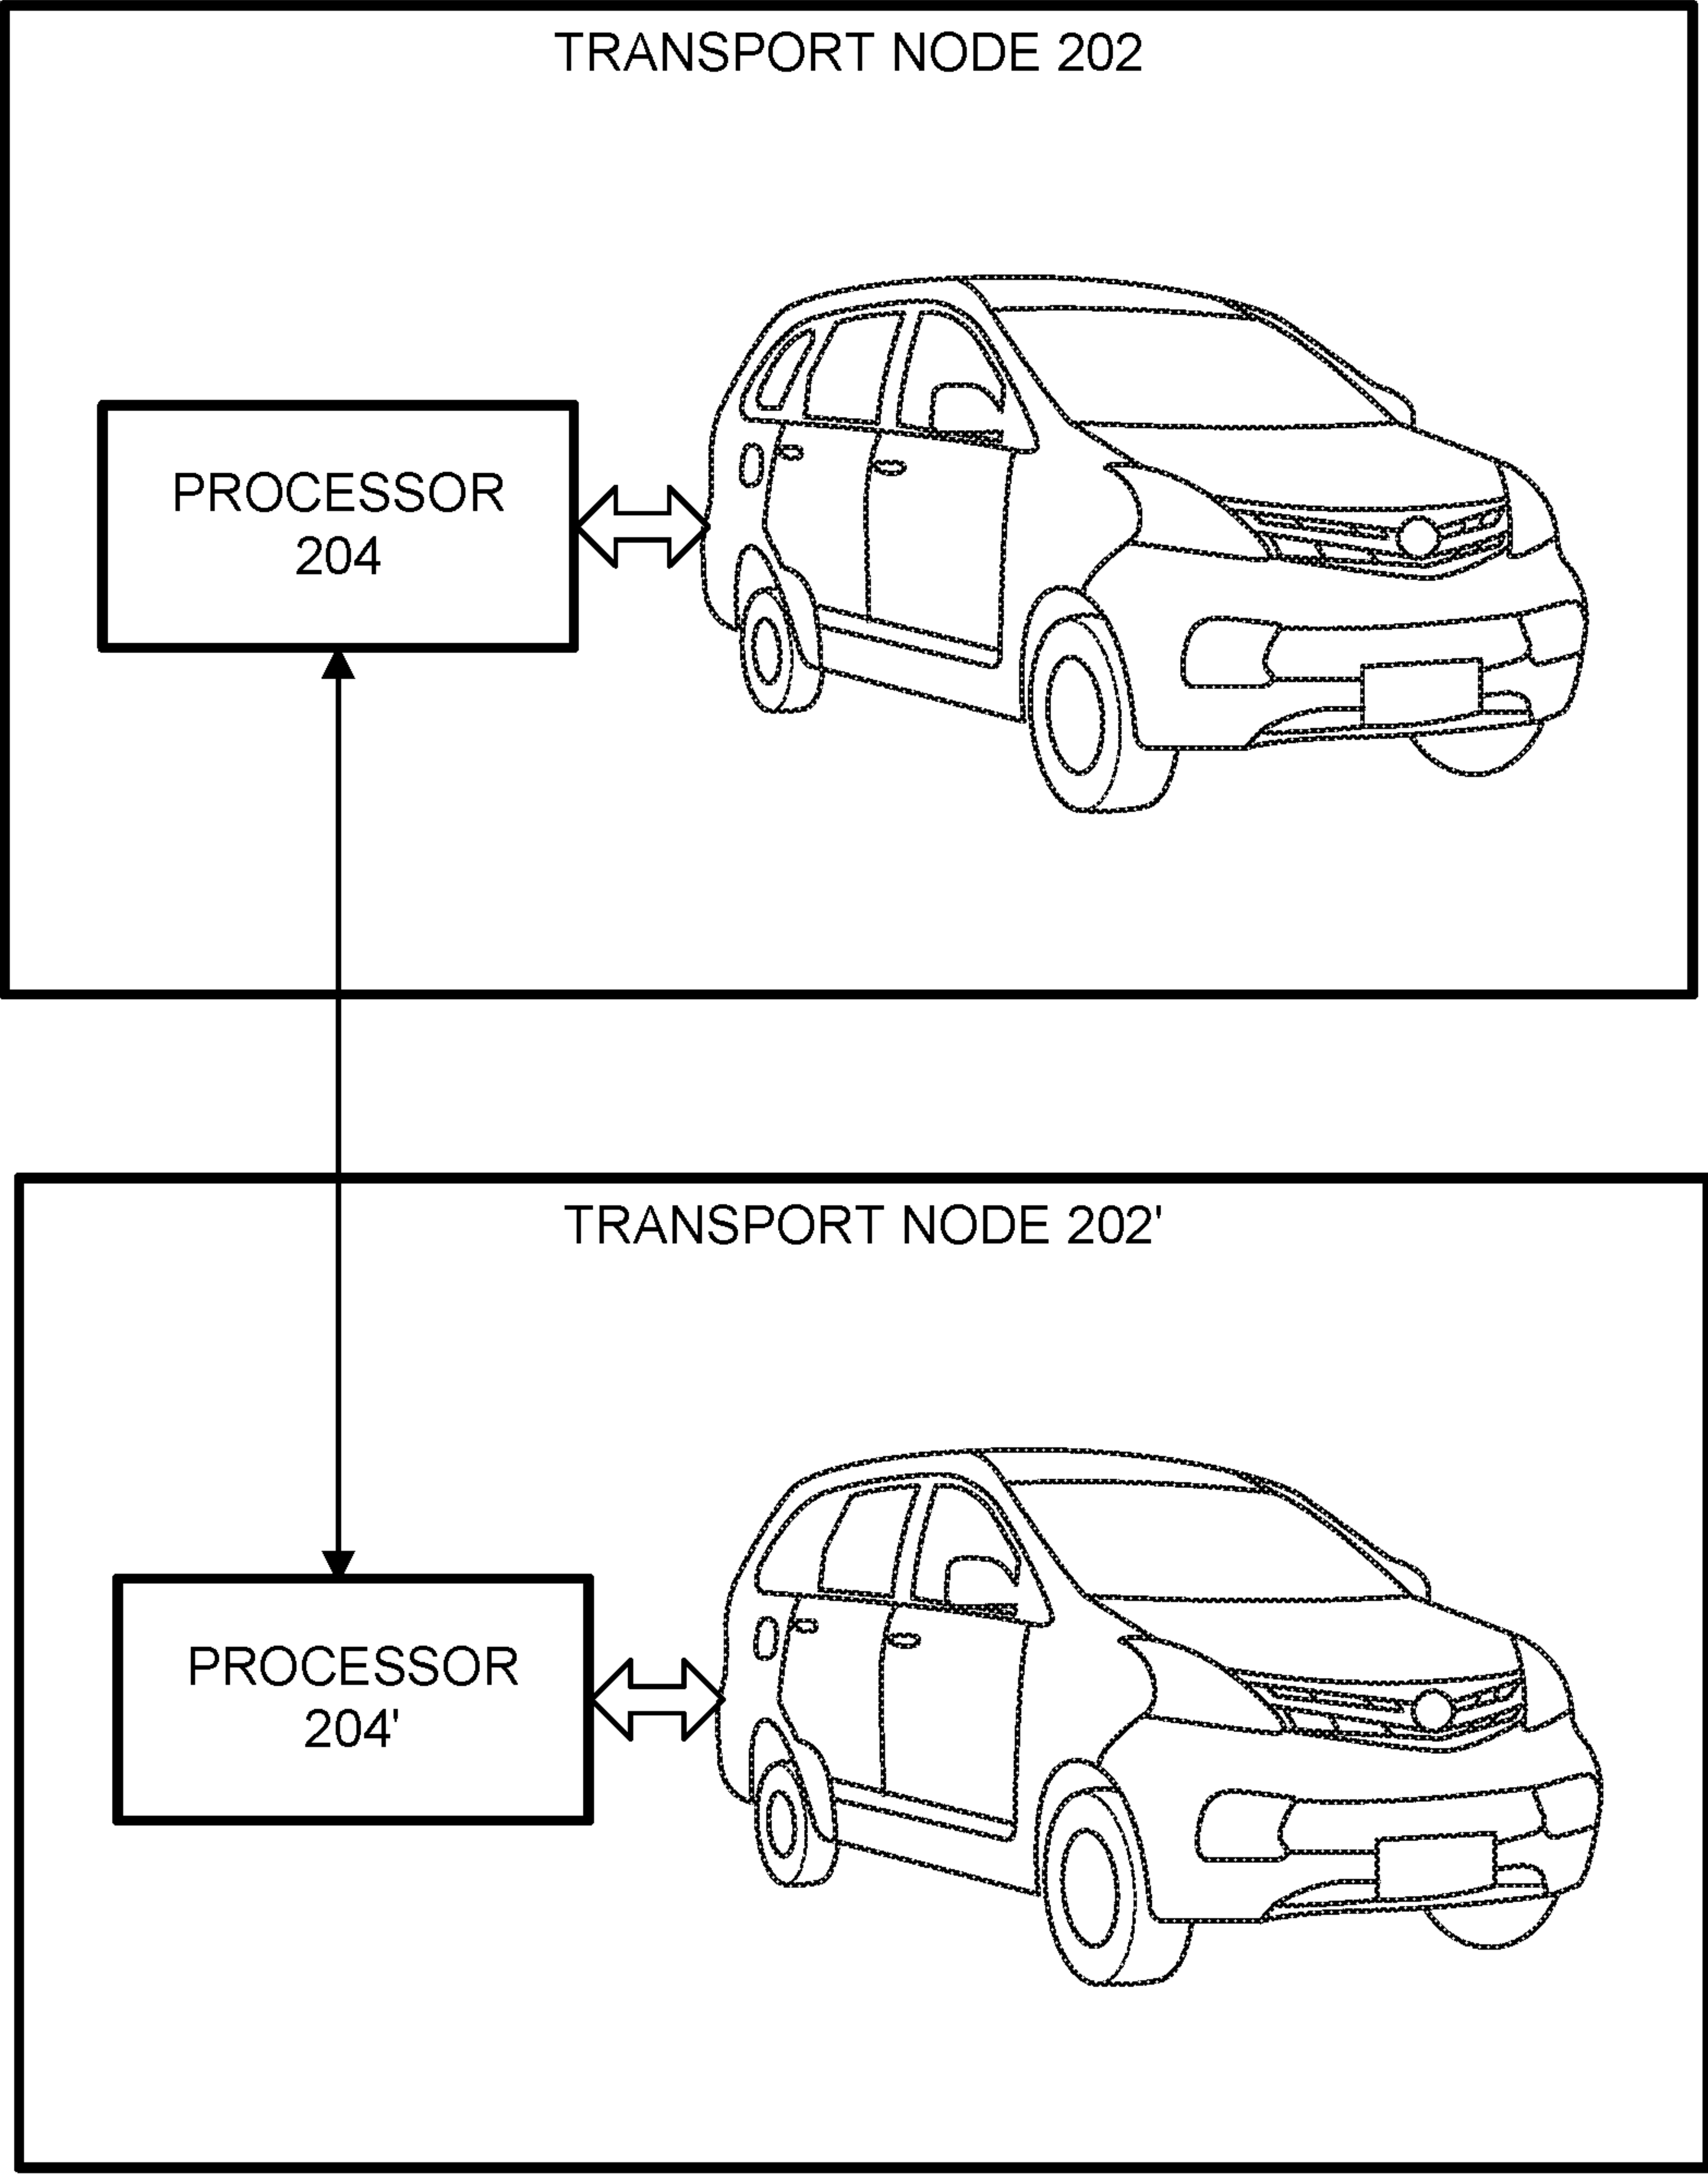 TRANSPORT NODE 202
PROCESSOR
204
TRANSPORT NODE 202'
PROCESSOR
204'